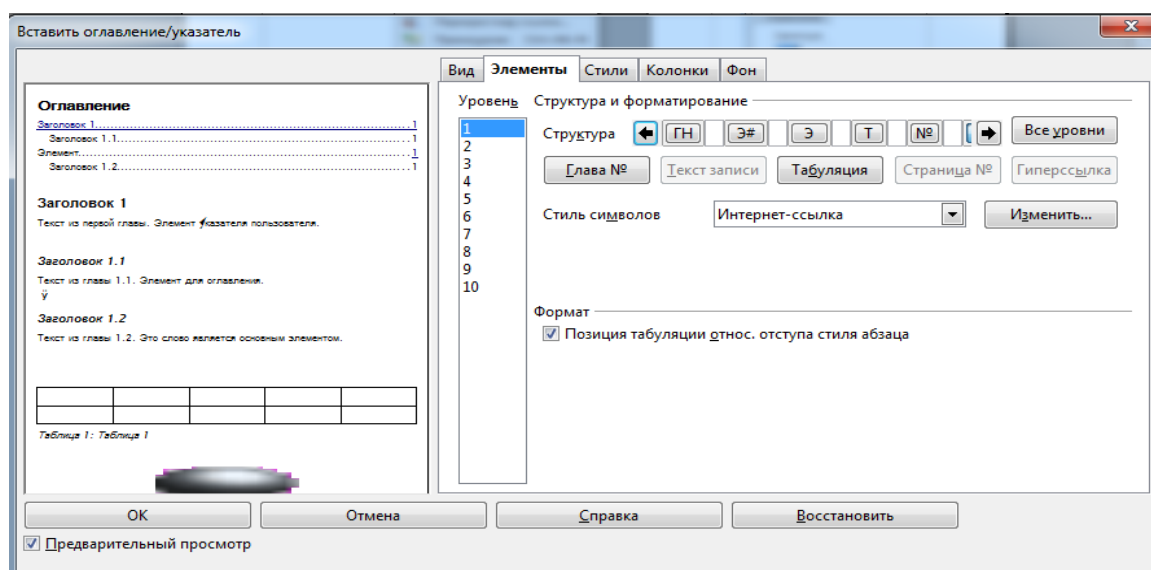 Вставить оглавление/указатель
Вид Элементы Стили Колонки Фон
Оглавление
Заголовок 1 1
Заголовок 1.1 1
Элемент 1
Заголовок 1.2 1
Заголовок 1
Текст из первой главы. Элемент указателя пользователя.
Заголовок 1.1
Текст из главы 1.1. Элемент для оглавления.
ÿ
Заголовок 1.2
Текст из главы 1.2. Это слово является основным элементом.
Таблица 1: Таблица 1
Уровень
1
2
3
4
5
6
7
8
9
10
Структура и форматирование
Структура ГН Э# Э Т № Все уровни
Глава № Текст записи Табуляция Страница № Гиперссылка
Стиль символов Интернет-ссылка Изменить...
Формат
Позиция табуляции относ. отступа стиля абзаца
ОК Отмена Справка Восстановить
Предварительный просмотр